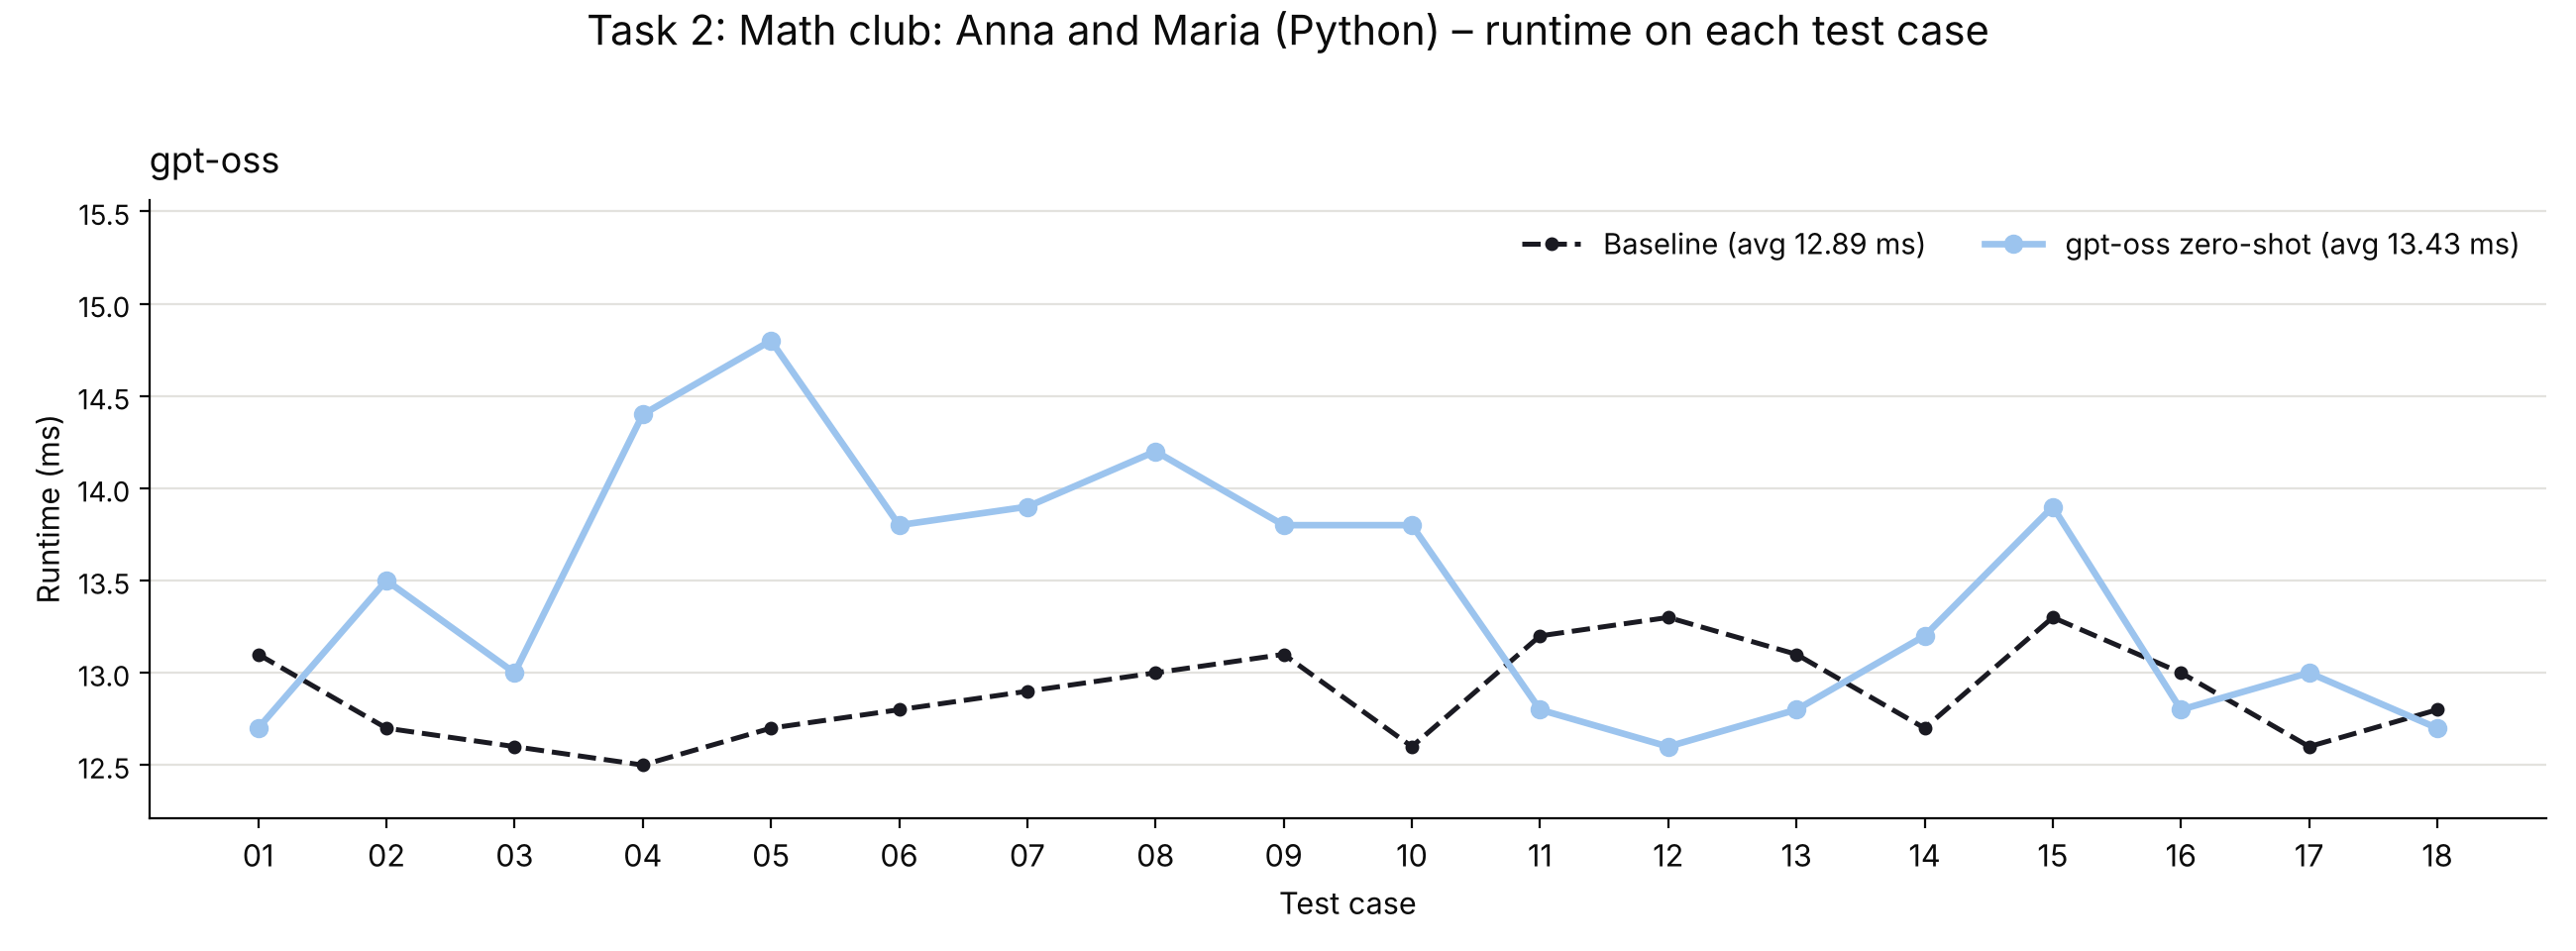 Task 2: Math club: Anna and Maria (Python) – runtime on each test case
gpt-oss
15.5
15.0
14.5
14.0
13.5
13.0
12.5
Runtime (ms)
Baseline (avg 12.89 ms)
gpt-oss zero-shot (avg 13.43 ms)
01 02 03 04 05 06 07 08 09 10 11 12 13 14 15 16 17 18
Test case